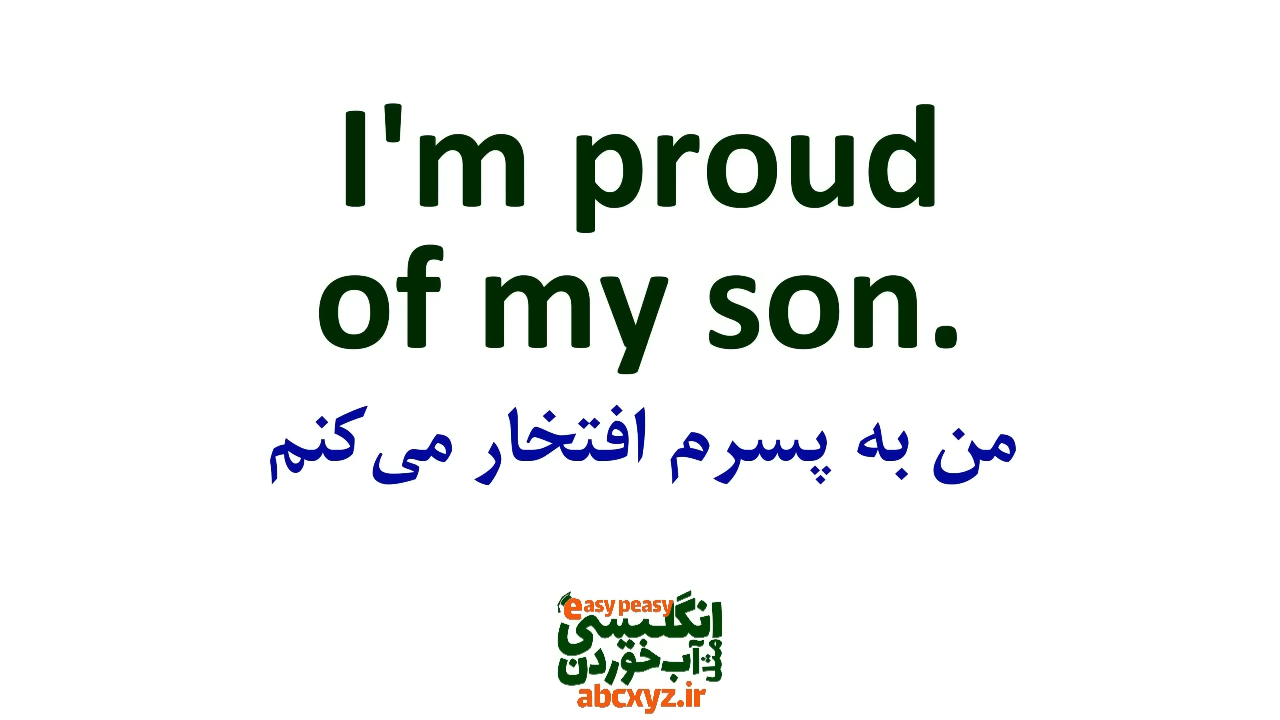 I'm proud
of my son.
من به پسرم افتخار می‌کنم
easy peasy
انگلیسی
مثل آب خوردن
abcxyz.ir